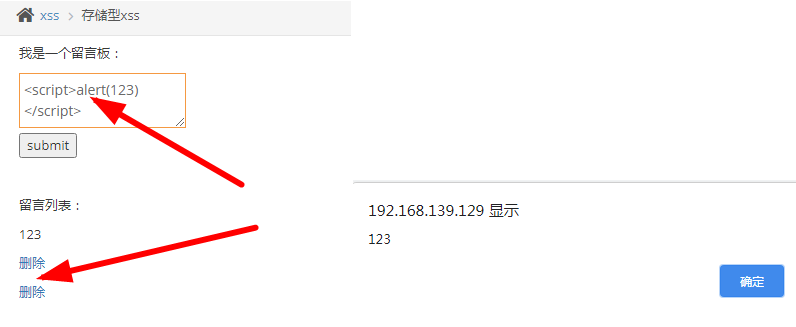 xss > 存储型xss
我是一个留言板：
<script>alert(123)
</script>
submit
留言列表：
123
删除
删除
192.168.139.129 显示
123
确定